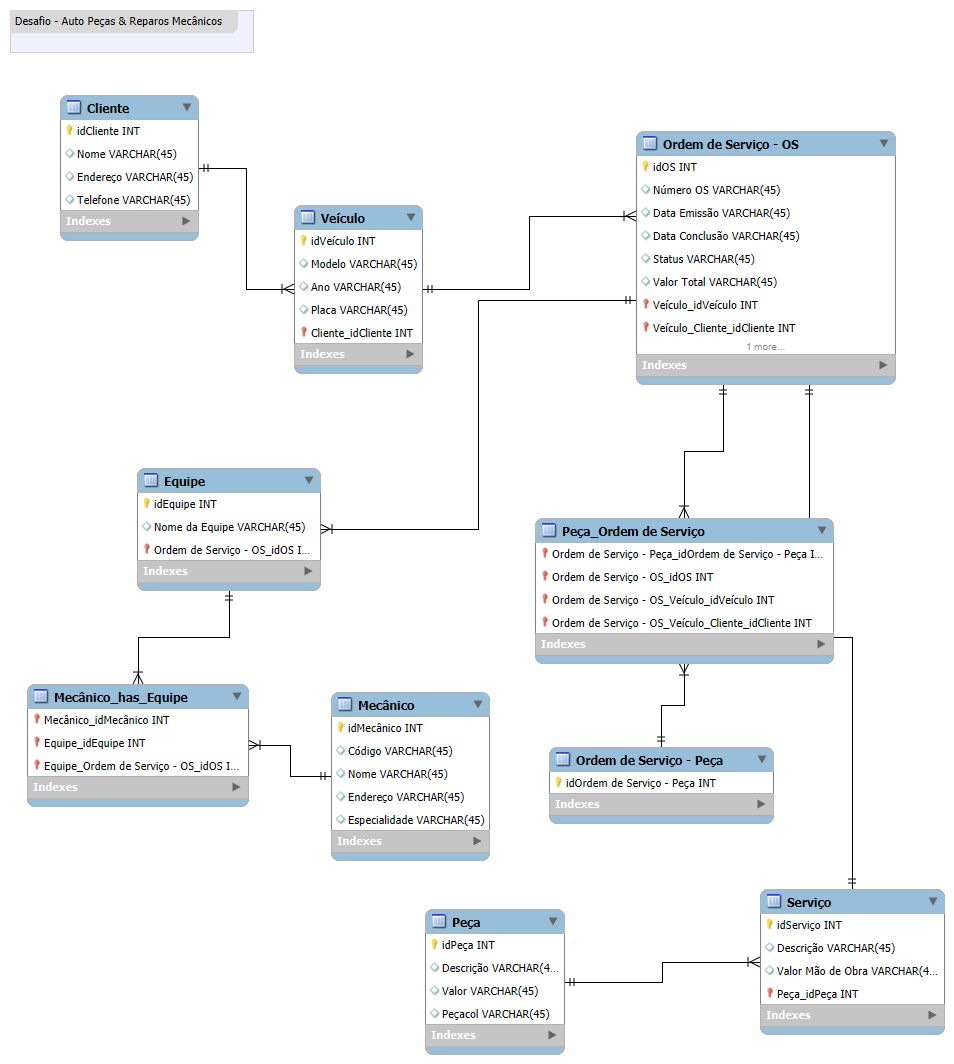 Desafio - Auto Peças & Reparos Mecânicos
Cliente
idCliente INT
Nome VARCHAR(45)
Endereço VARCHAR(45)
Telefone VARCHAR(45)
Indexes
Veículo
idVeículo INT
Modelo VARCHAR(45)
Ano VARCHAR(45)
Placa VARCHAR(45)
Cliente_idCliente INT
Indexes
Ordem de Serviço - OS
idOS INT
Número OS VARCHAR(45)
Data Emissão VARCHAR(45)
Data Conclusão VARCHAR(45)
Status VARCHAR(45)
Valor Total VARCHAR(45)
Veículo_idVeículo INT
Veículo_Cliente_idCliente INT
1 more...
Indexes
Equipe
idEquipe INT
Nome da Equipe VARCHAR(45)
Ordem de Serviço - OS_idOS I...
Indexes
Peça_Ordem de Serviço
Ordem de Serviço - Peça_idOrdem de Serviço - Peça I...
Ordem de Serviço - OS_idOS INT
Ordem de Serviço - OS_Veículo_idVeículo INT
Ordem de Serviço - OS_Veículo_Cliente_idCliente INT
Indexes
Mecânico_has_Equipe
Mecânico_idMecânico INT
Equipe_idEquipe INT
Equipe_Ordem de Serviço - OS_idOS I...
Indexes
Mecânico
idMecânico INT
Código VARCHAR(45)
Nome VARCHAR(45)
Endereço VARCHAR(45)
Especialidade VARCHAR(45)
Indexes
Ordem de Serviço - Peça
idOrdem de Serviço - Peça INT
Indexes
Peça
idPeça INT
Descrição VARCHAR(4...
Valor VARCHAR(45)
Peçacol VARCHAR(45)
Indexes
Serviço
idServiço INT
Descrição VARCHAR(45)
Valor Mão de Obra VARCHAR(4...
Peça_idPeça INT
Indexes